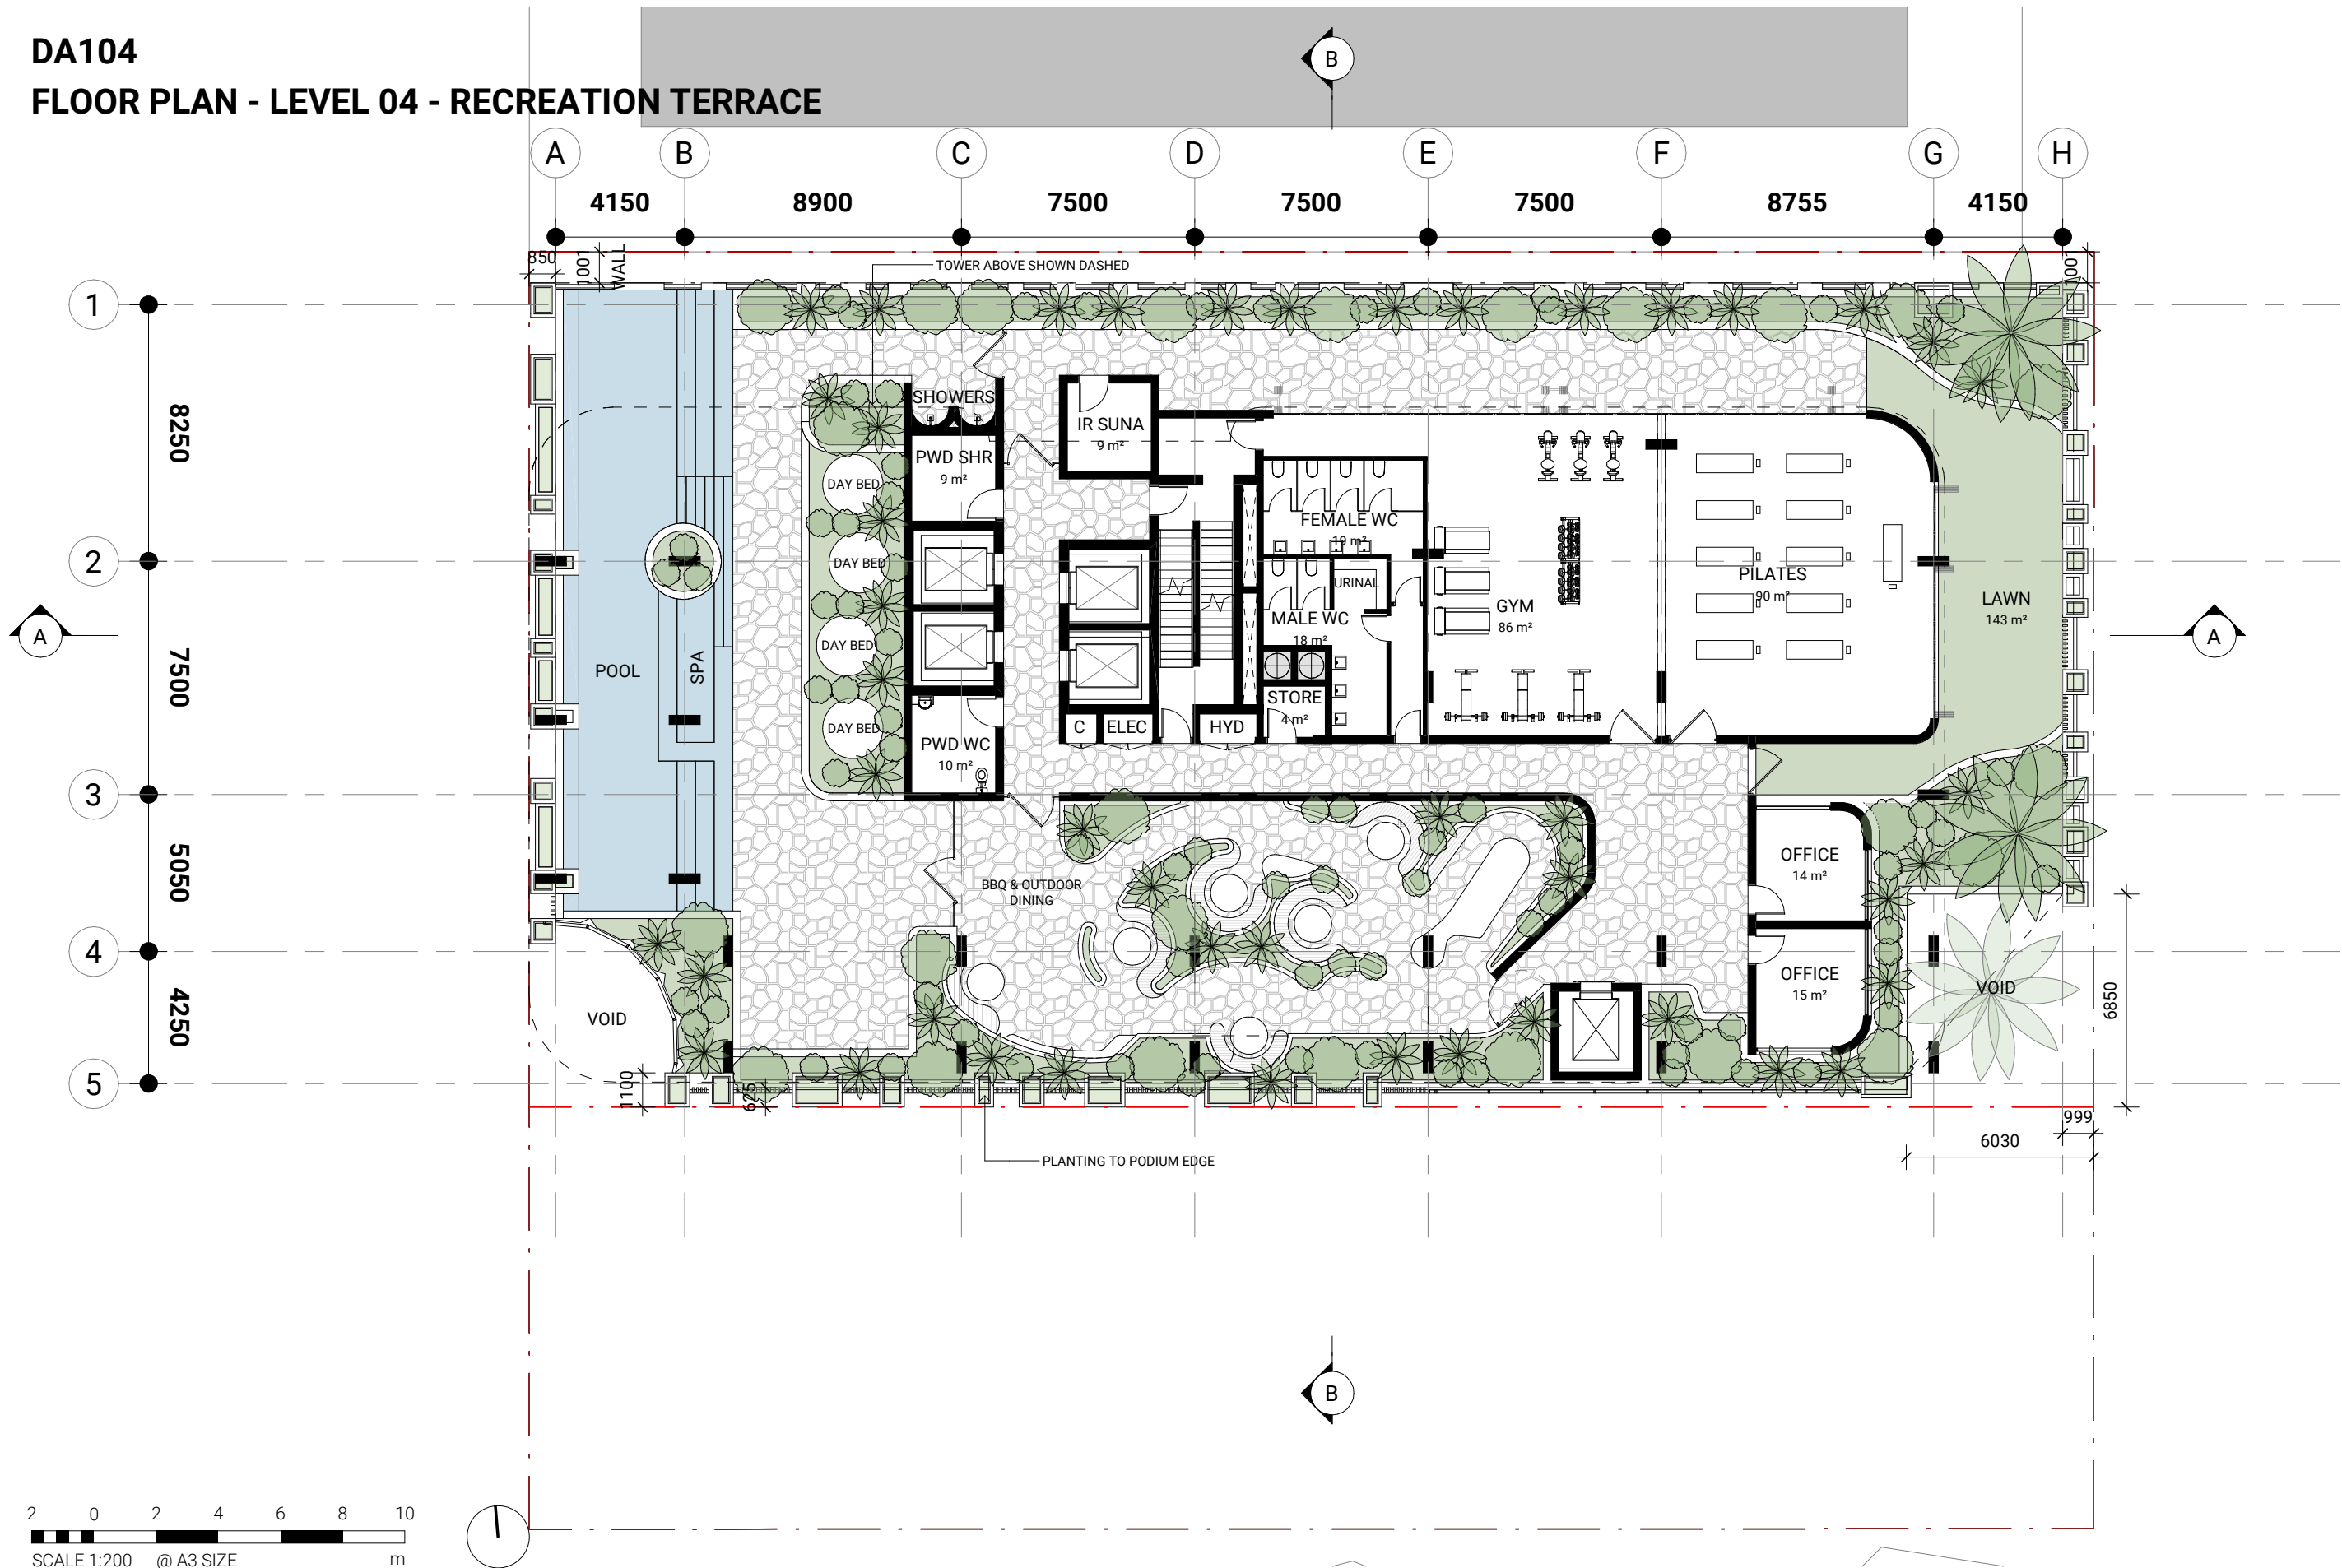 DA104
FLOOR PLAN - LEVEL 04 - RECREATION TERRACE
B
A B C D E F G H
4150 8900 7500 7500 7500 8755 4150
850
1001
WALL
TOWER ABOVE SHOWN DASHED
1001
1
8250
2
7500
3
5050
4
4250
5
A
A
SHOWERS
IR SUNA
9 m²
PWD SHR
9 m²
DAY BED
DAY BED
DAY BED
DAY BED
FEMALE WC
19 m²
URINAL
MALE WC
18 m²
STORE
4 m²
GYM
86 m²
PILATES
90 m²
LAWN
143 m²
POOL
SPA
C
ELEC
HYD
PWD WC
10 m²
BBQ & OUTDOOR
DINING
OFFICE
14 m²
OFFICE
15 m²
VOID
VOID
6850
1100
625
999
6030
PLANTING TO PODIUM EDGE
B
2 0 2 4 6 8 10
SCALE 1:200 @ A3 SIZE m